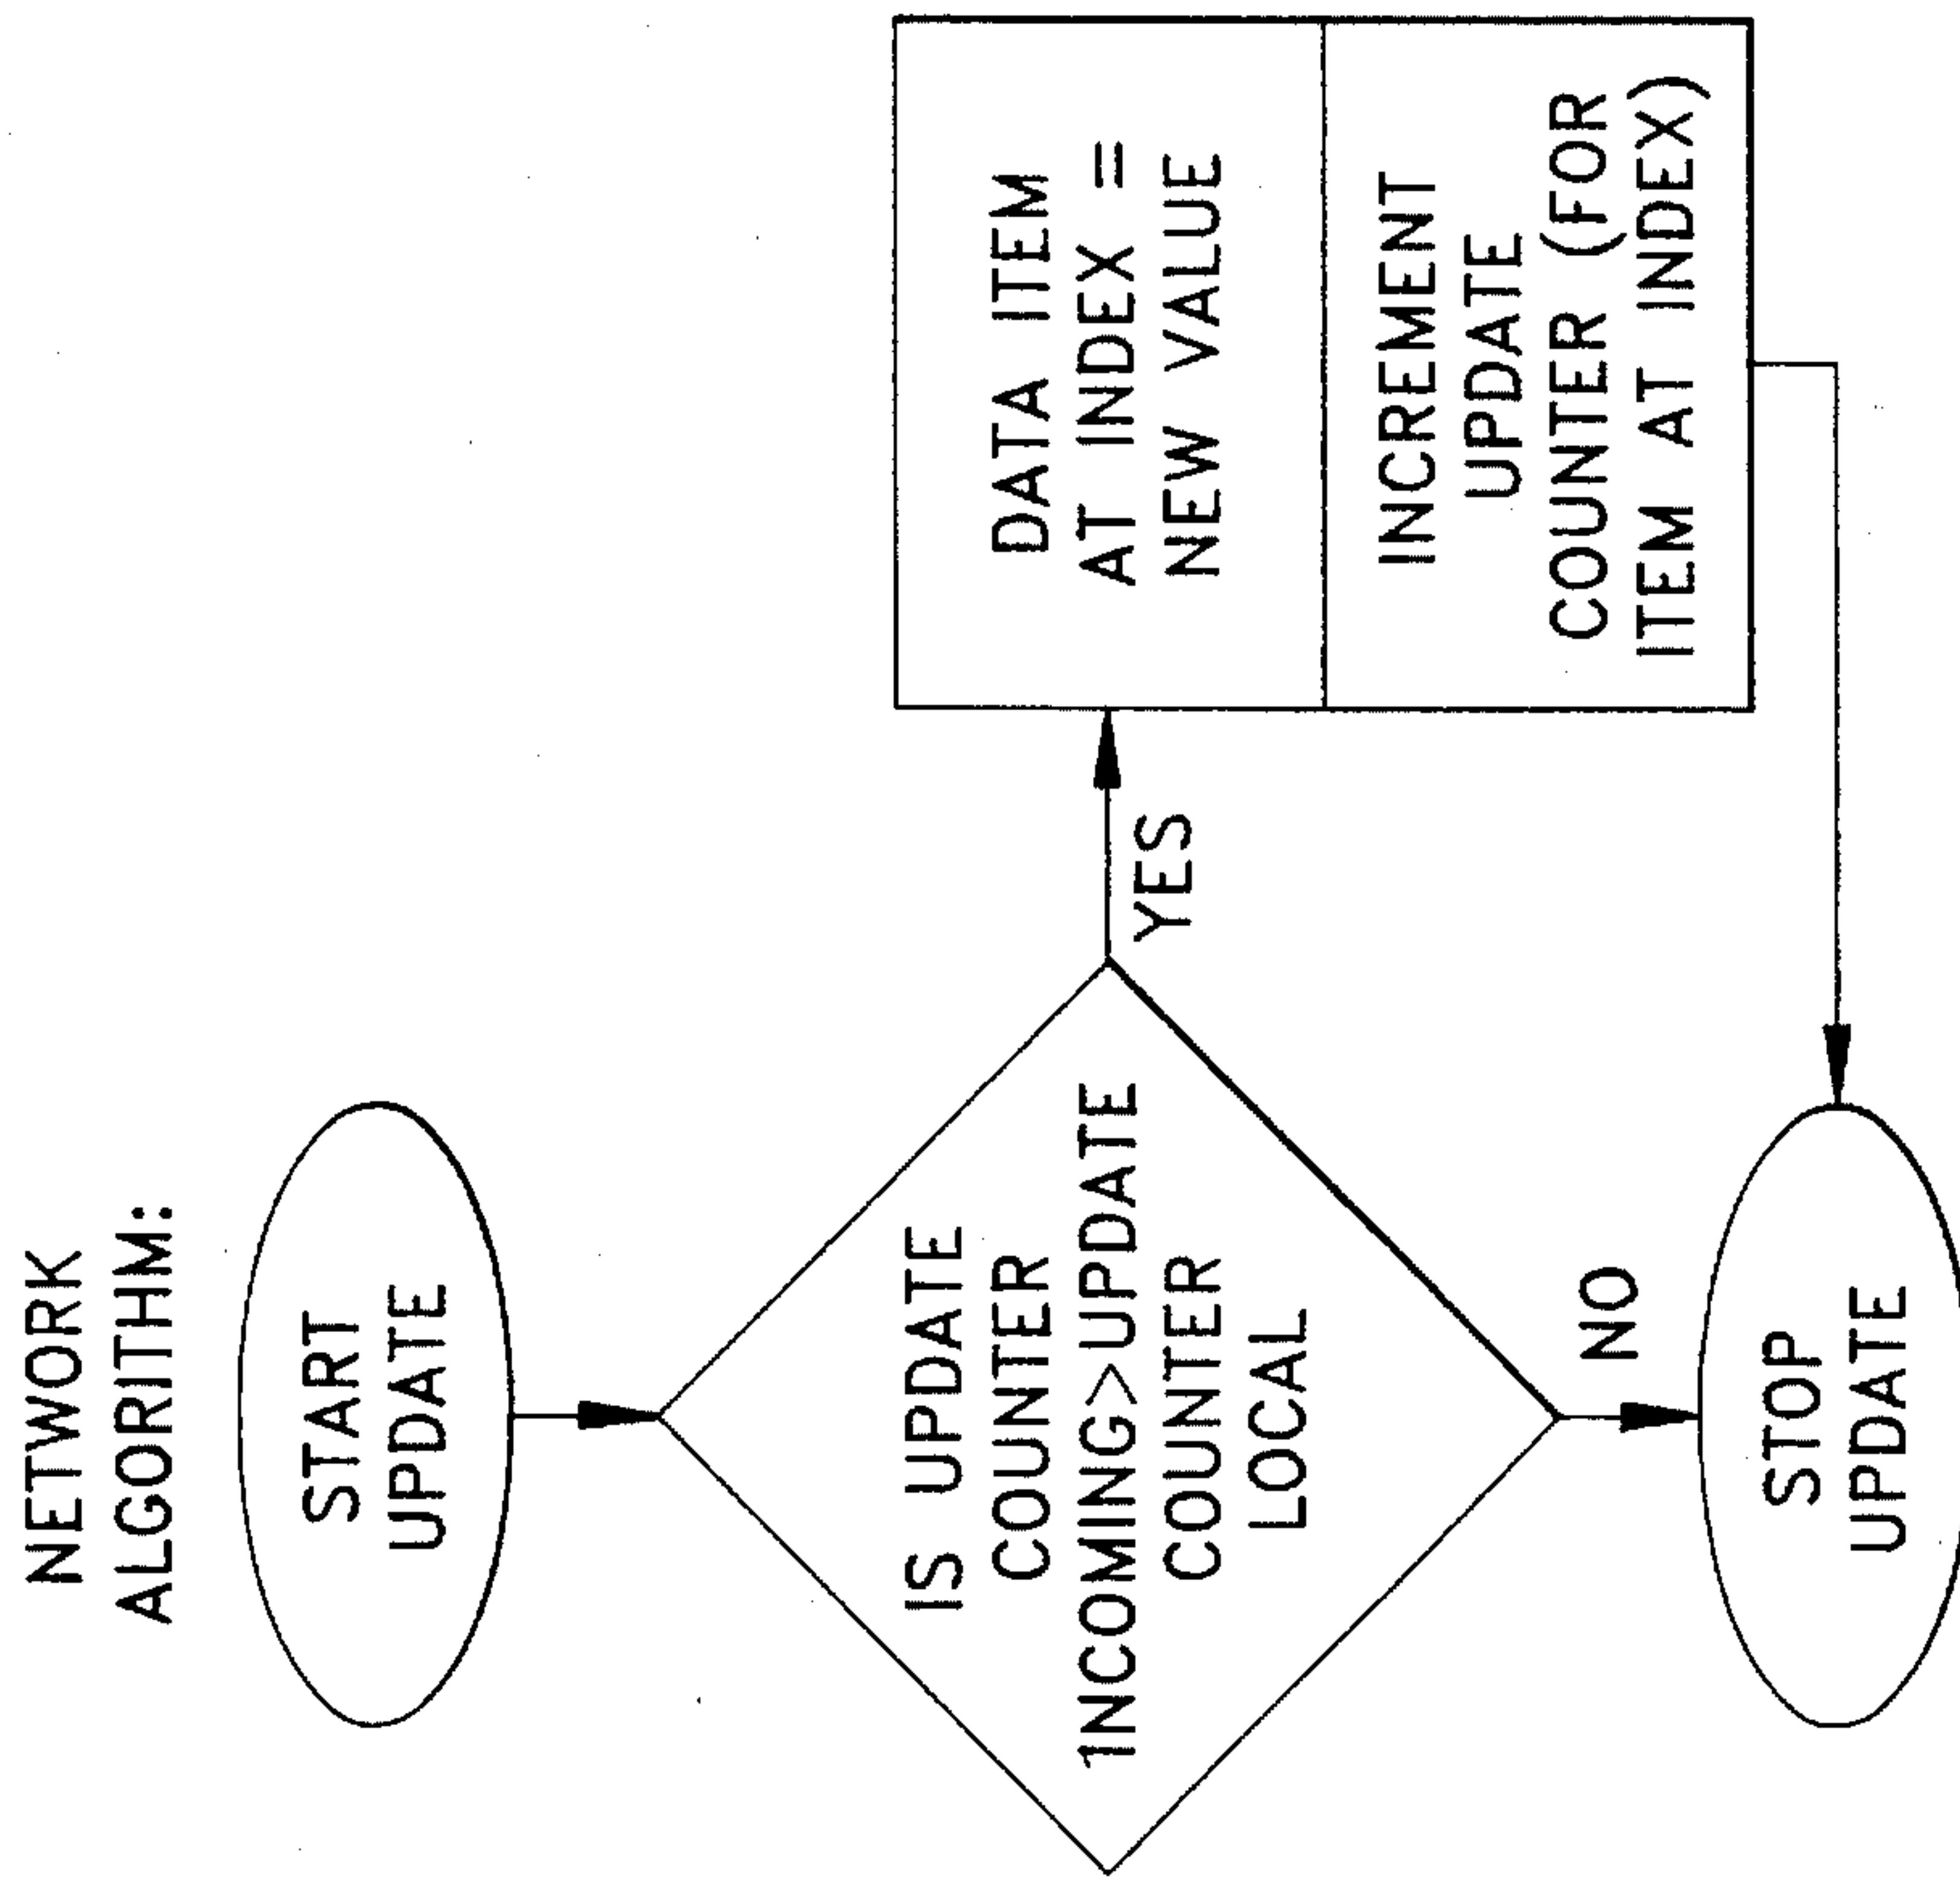 NETWORK
ALGORITHM:
START
UPDATE
IS UPDATE
COUNTER
1NCOMING>UPDATE
COUNTER
LOCAL
YES
DATA ITEM
AT INDEX =
NEW VALUE
INCREMENT
UPDATE
COUNTER (FOR
ITEM AT INDEX)
NO
STOP
UPDATE